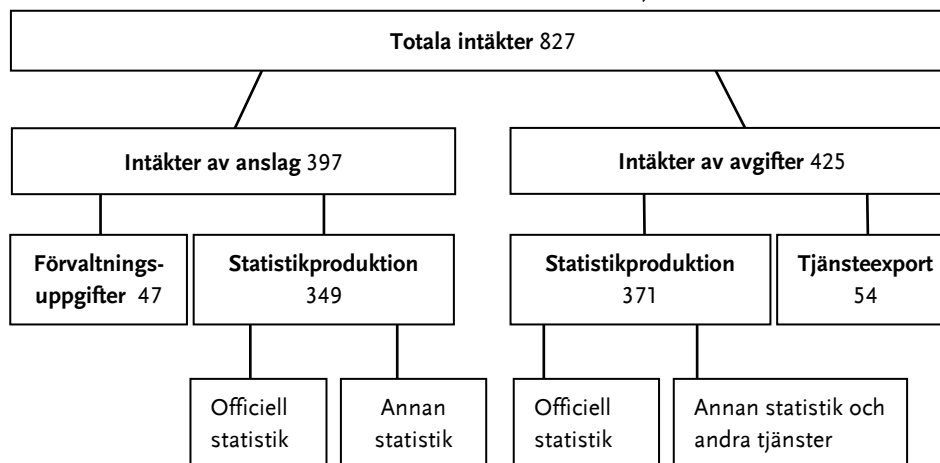 Totala intäkter 827
Intäkter av anslag 397
Intäkter av avgifter 425
Förvaltnings-
uppgifter 47
Statistikproduktion
349
Statistikproduktion
371
Tjänsteexport
54
Officiell
statistik
Annan
statistik
Officiell
statistik
Annan statistik och
andra tjänster